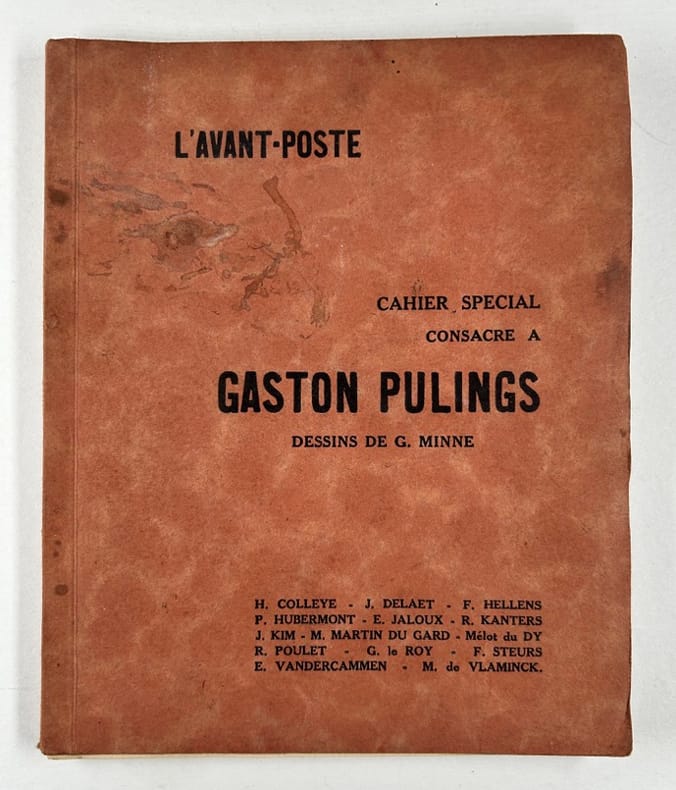 L'AVANT-POSTE
CAHIER SPECIAL
CONSACRE A
GASTON PULINGS
DESSINS DE G. MINNE
H. COLLEYE - J. DELAET - F. HELLENS
P. HUBERMONT - E. JALOUX - R. KANTERS
J. KIM - M. MARTIN DU GARD - Mélot du DY
R. POULET - G. le ROY - F. STEURS
E. VANDERCAMMEN - M. de VLAMINCK.